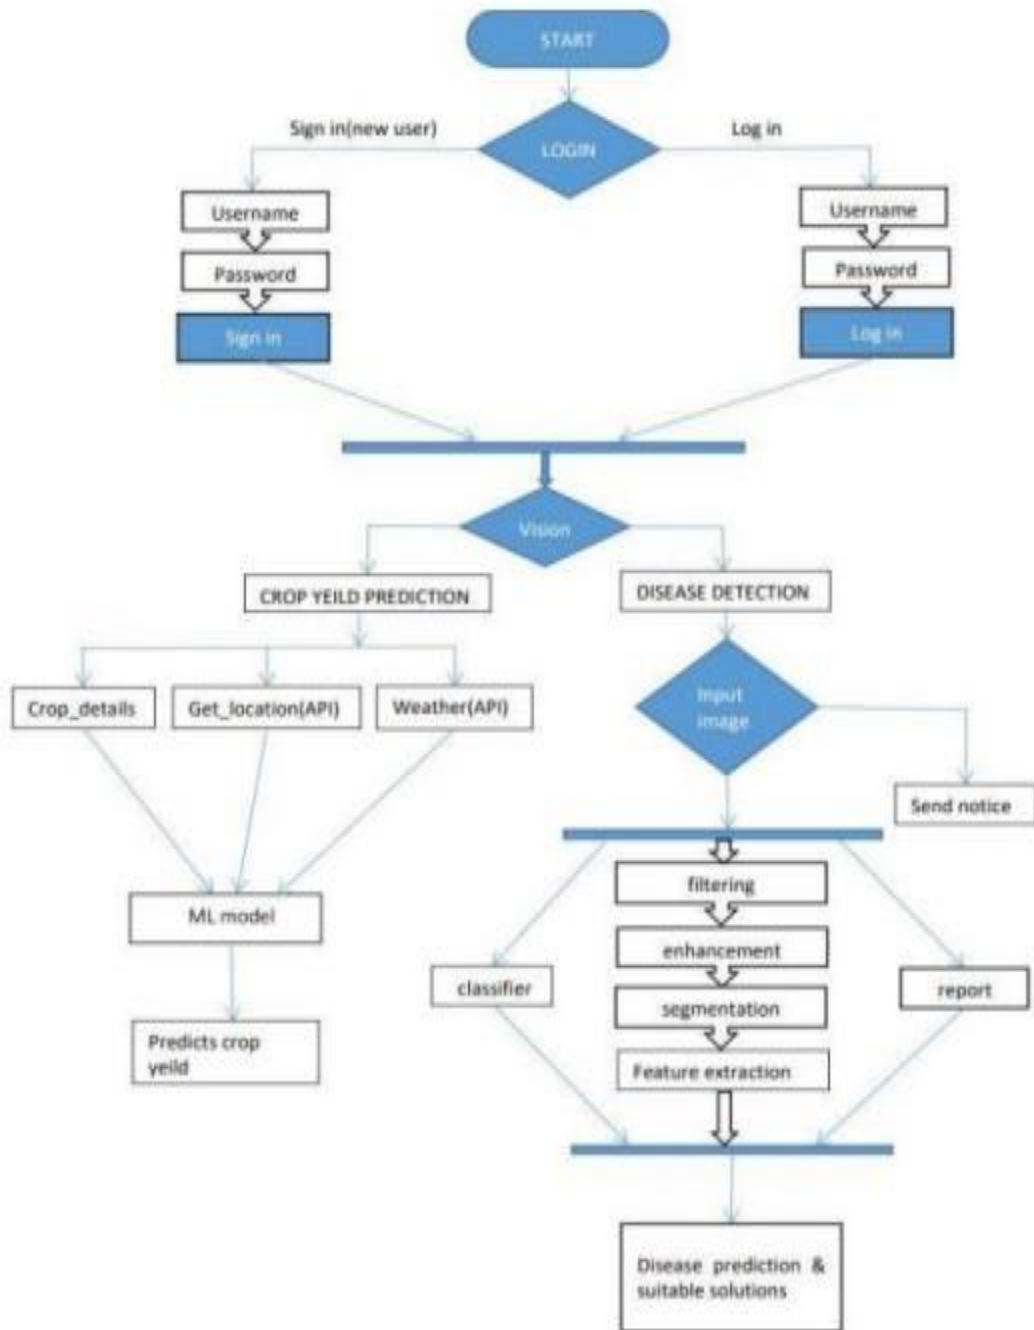 START
Sign in(new user)
LOGIN
Log in
Username
Password
Sign in
Username
Password
Log in
Vision
CROP YEILD PREDICTION
DISEASE DETECTION
Crop_details
Get_location(API)
Weather(API)
Input
image
Send notice
ML model
Predicts crop
yeild
filtering
enhancement
segmentation
Feature extraction
classifier
report
Disease prediction &
suitable solutions